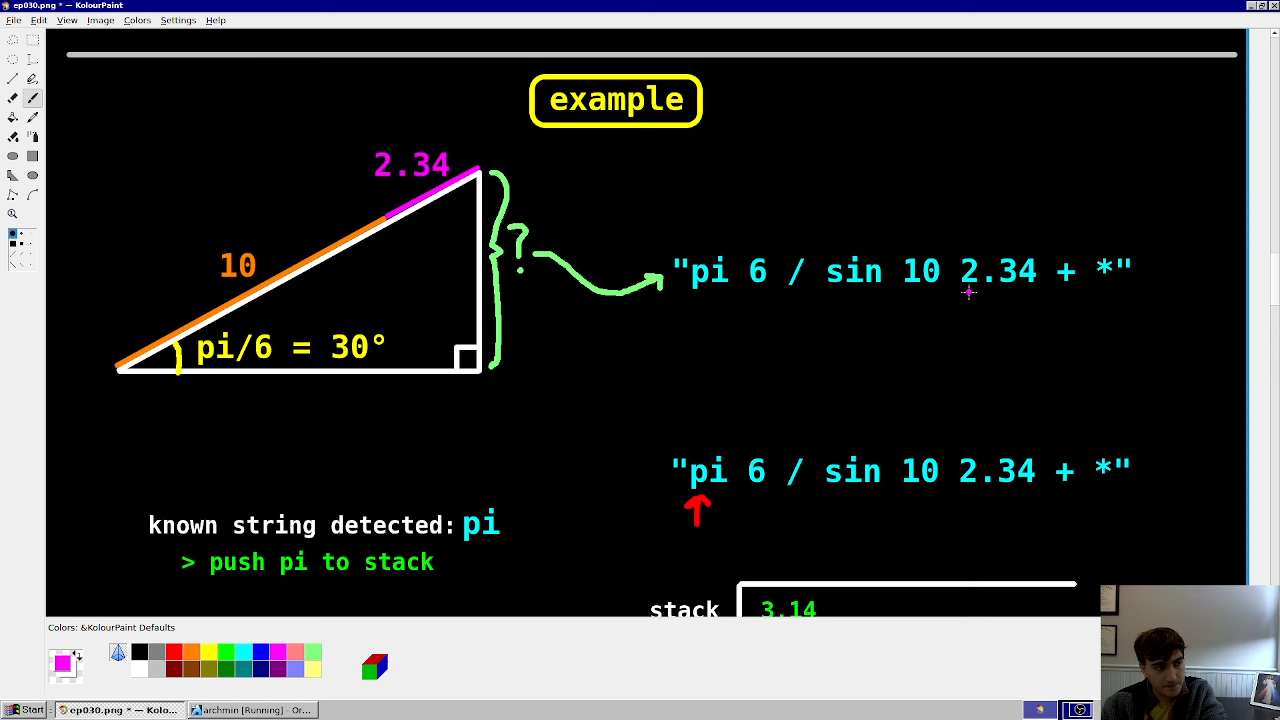 ep030.png * — KolourPaint
File Edit View Image Colors Settings Help
example
2.34
10
?
"pi 6 / sin 10 2.34 + *"
pi/6 = 30°
"pi 6 / sin 10 2.34 + *"
known string detected: pi
> push pi to stack
stack 3.14
Colors: &KolourPaint Defaults
Start ep030.png * — Kolo... archmin [Running] - Or...